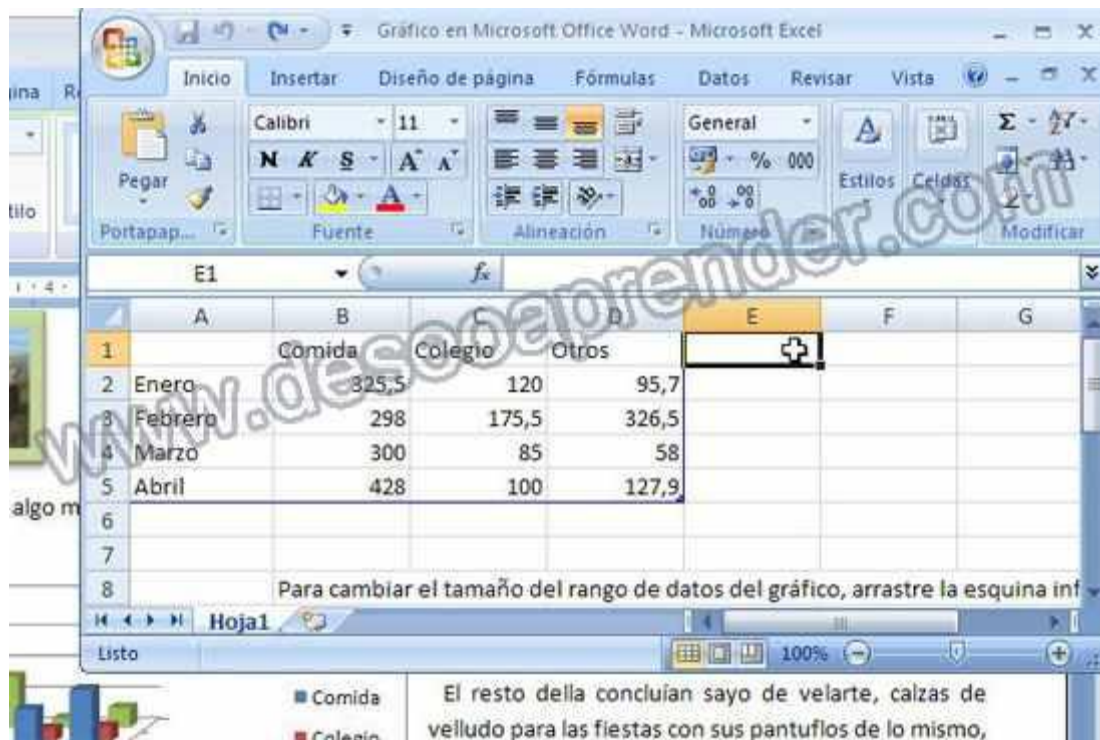 Gráfico en Microsoft Office Word - Microsoft Excel
ina
Inicio Insertar Diseño de página Fórmulas Datos Revisar Vista
Calibri 11 General
N K S A A % 000
Pegar Estilos Celdas
tilo
Portapap... Fuente Alineación Número Modificar
E1 fx
A B C D E F G
1 Comida Colegio Otros
2 Enero 325,5 120 95,7
3 Febrero 298 175,5 326,5
4 Marzo 300 85 58
5 Abril 428 100 127,9
algo m
6
7
8 Para cambiar el tamaño del rango de datos del gráfico, arrastre la esquina inf
Hoja1
Listo 100%
Comida
Colegio
El resto della concluían sayo de velarte, calzas de
velludo para las fiestas con sus pantuflos de lo mismo,
www.deseoaprender.com